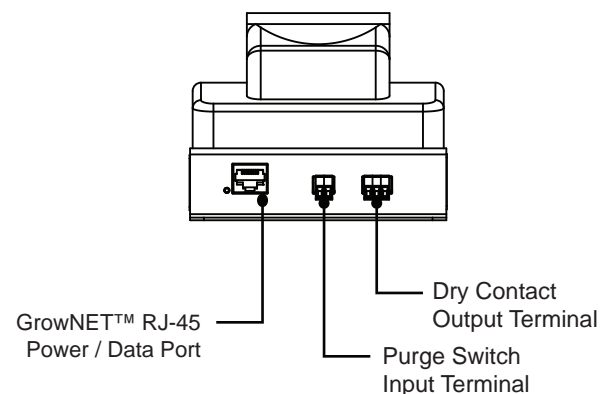 GrowNET™ RJ-45
Power / Data Port
Dry Contact
Output Terminal
Purge Switch
Input Terminal